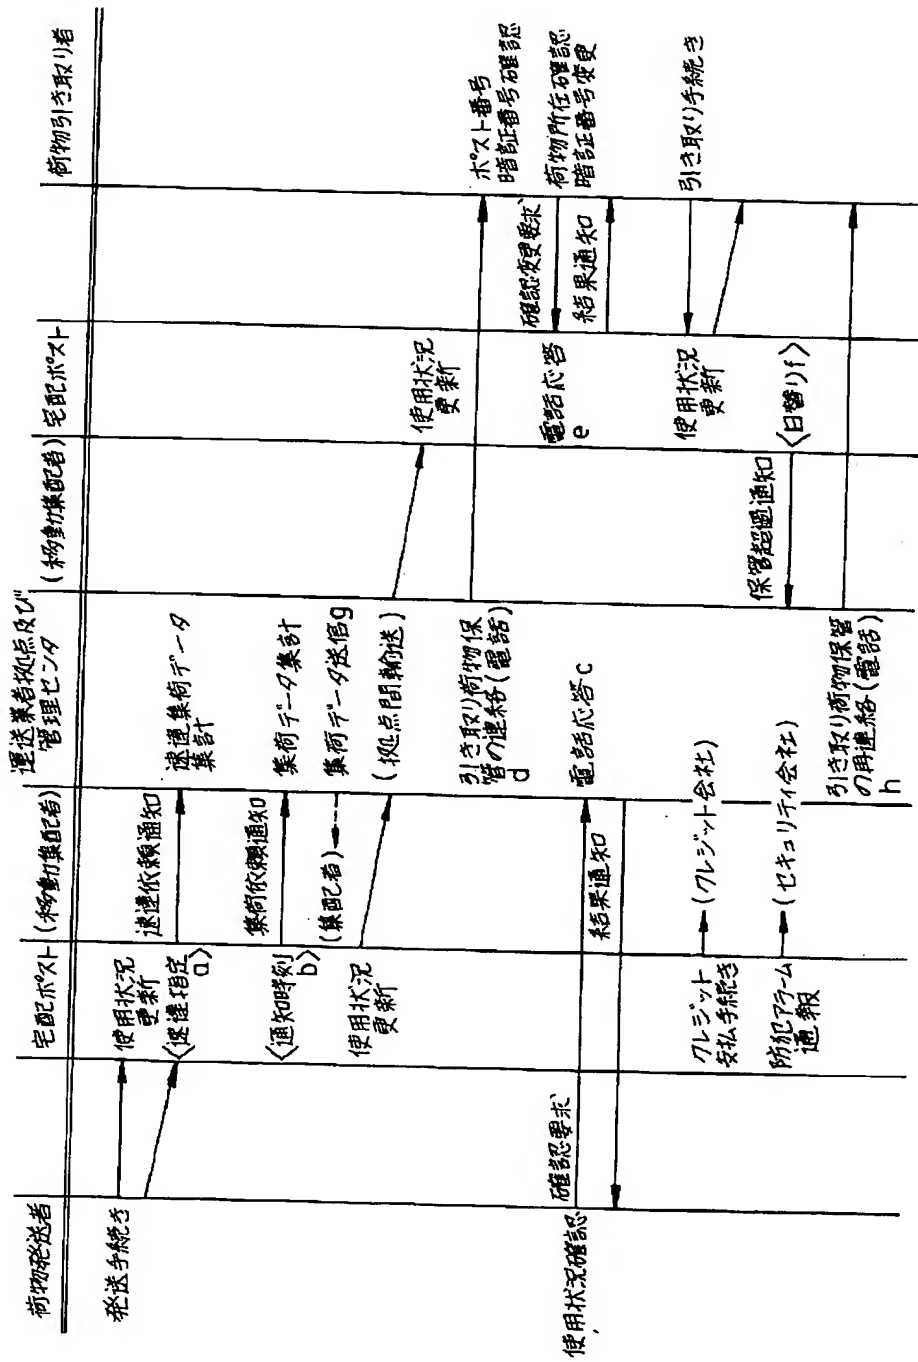 荷物発送者
宅配ポスト
(移動集配者)
運送業者拠点及び
管理センタ
(移動集配者)
宅配ポスト
荷物引き取り者
発送手続き
使用状況
更新
<速達指定
a>
速達依頼通知
速達集荷データ
集計
<通知時刻
b>
集荷依頼通知
集荷データ集計
(集配者)
集荷データ送信g
使用状況
更新
(拠点間輸送)
使用状況
更新
引き取り荷物保
管の連絡(電話)
d
ポスト番号
暗証番号確認
使用状況確認
確認要求
電話応答c
結果通知
電話応答
e
確認変更要求
結果通知
荷物所在確認
暗証番号変更
クレジット
支払手続き
(クレジット会社)
使用状況
更新
引き取り手続き
防犯アラーム
通報
(セキュリティ会社)
保管超過通知
<日替りf>
引き取り荷物保管
の再連絡(電話)
h